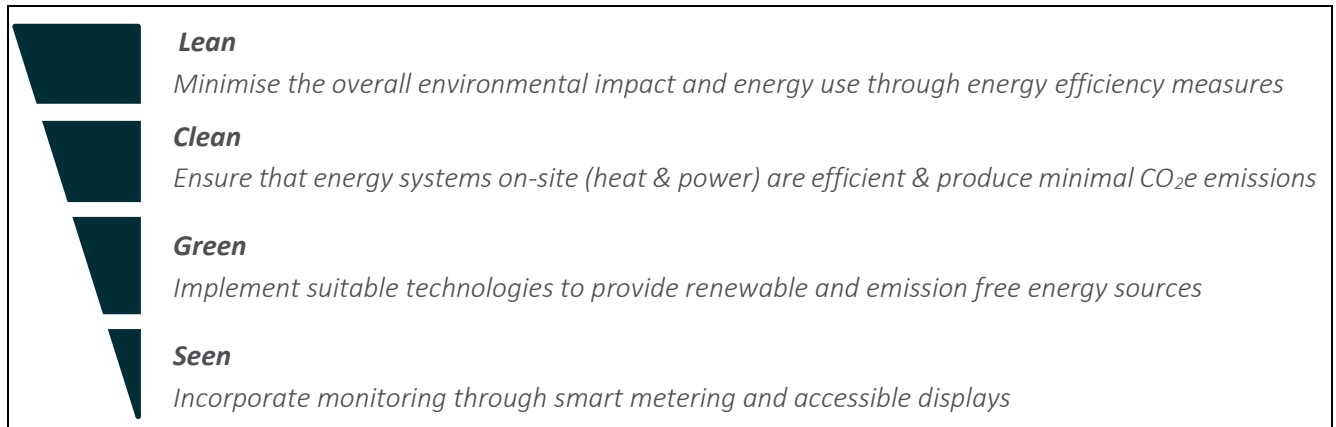 Lean
Minimise the overall environmental impact and energy use through energy efficiency measures
Clean
Ensure that energy systems on-site (heat & power) are efficient & produce minimal CO₂e emissions
Green
Implement suitable technologies to provide renewable and emission free energy sources
Seen
Incorporate monitoring through smart metering and accessible displays